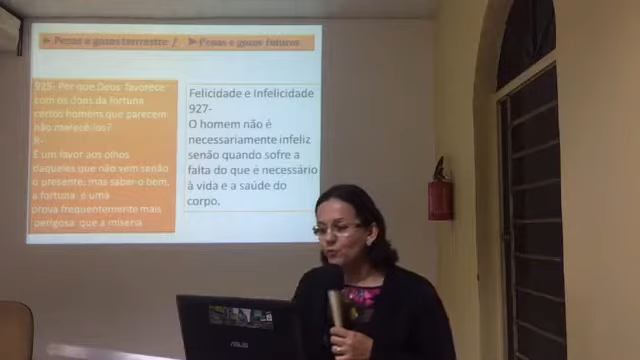 Penas e gozos terrestre / ➤ Penas e gozos futuros
925- Por que Deus favorece
com os dons da fortuna
certos homens que parecem
não merecê-los?
R-
É um favor aos olhos
daqueles que não vem senão
o presente, mas saber-o bem,
a fortuna é uma
prova frequentemente mais
perigosa que a miseria
Felicidade e Infelicidade
927-
O homem não é
necessariamente infeliz
senão quando sofre a
falta do que é necessário
à vida e a saúde do
corpo.
ASUS